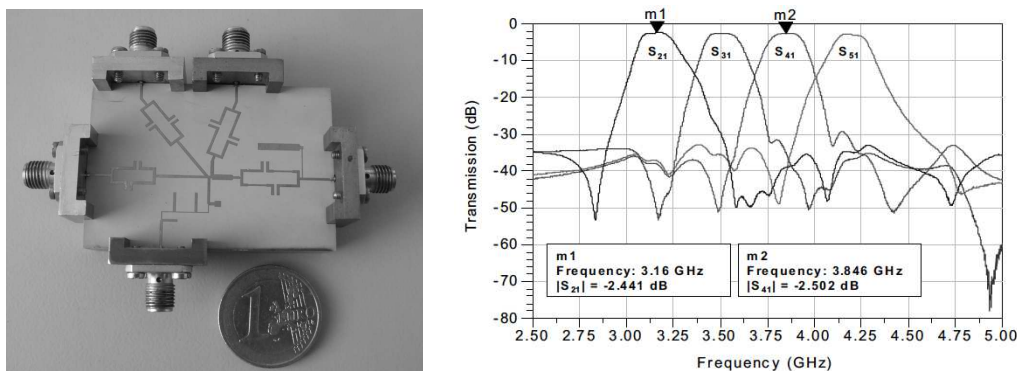 m1 m2
0
-10
-20
-30
-40
-50
-60
-70
-80
Transmission (dB)
S21 S31 S41 S51
m1
Frequency: 3.16 GHz
|S21| = -2.441 dB
m2
Frequency: 3.846 GHz
|S41| = -2.502 dB
2.50 2.75 3.00 3.25 3.50 3.75 4.00 4.25 4.50 4.75 5.00
Frequency (GHz)
1